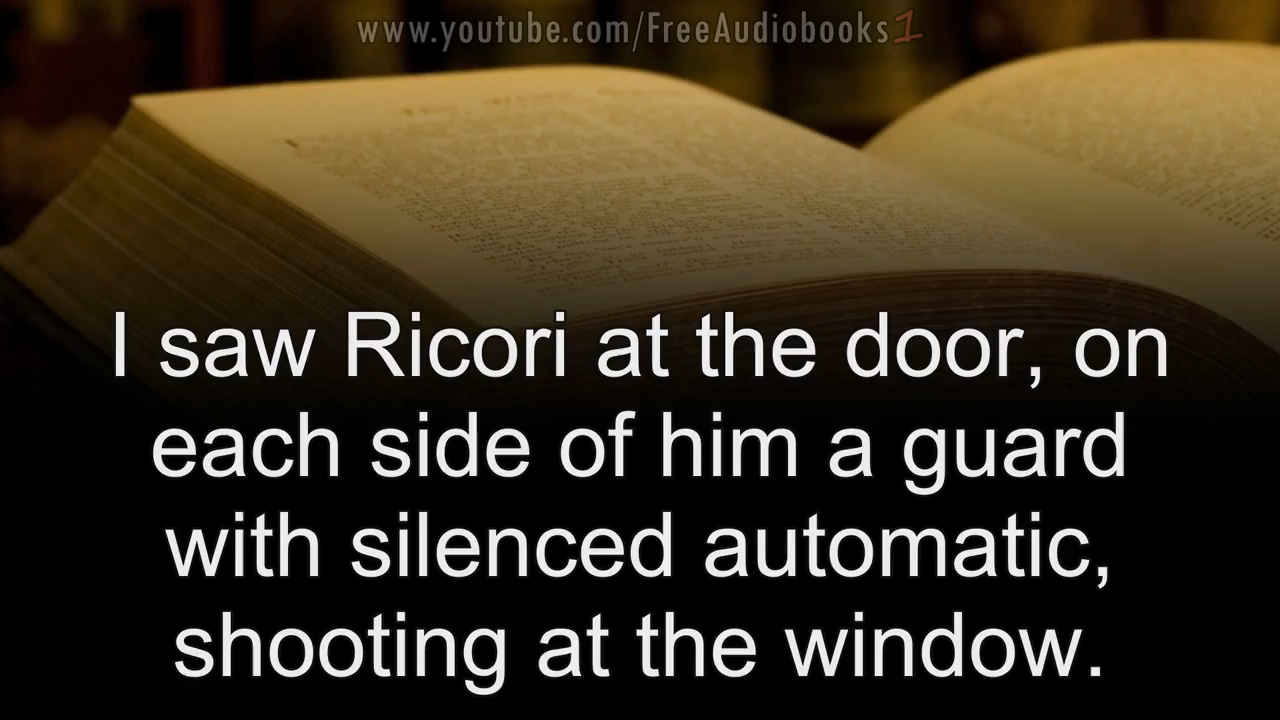 www.youtube.com/FreeAudiobooks1
I saw Ricori at the door, on
each side of him a guard
with silenced automatic,
shooting at the window.